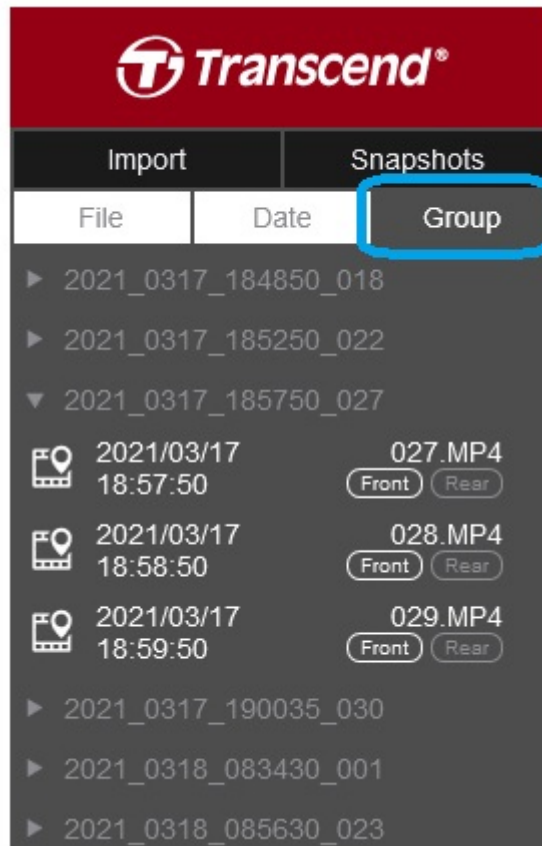 Transcend®
Import Snapshots
File Date Group
2021_0317_184850_018
2021_0317_185250_022
2021_0317_185750_027
2021/03/17 027.MP4
18:57:50 Front Rear
2021/03/17 028.MP4
18:58:50 Front Rear
2021/03/17 029.MP4
18:59:50 Front Rear
2021_0317_190035_030
2021_0318_083430_001
2021_0318_085630_023